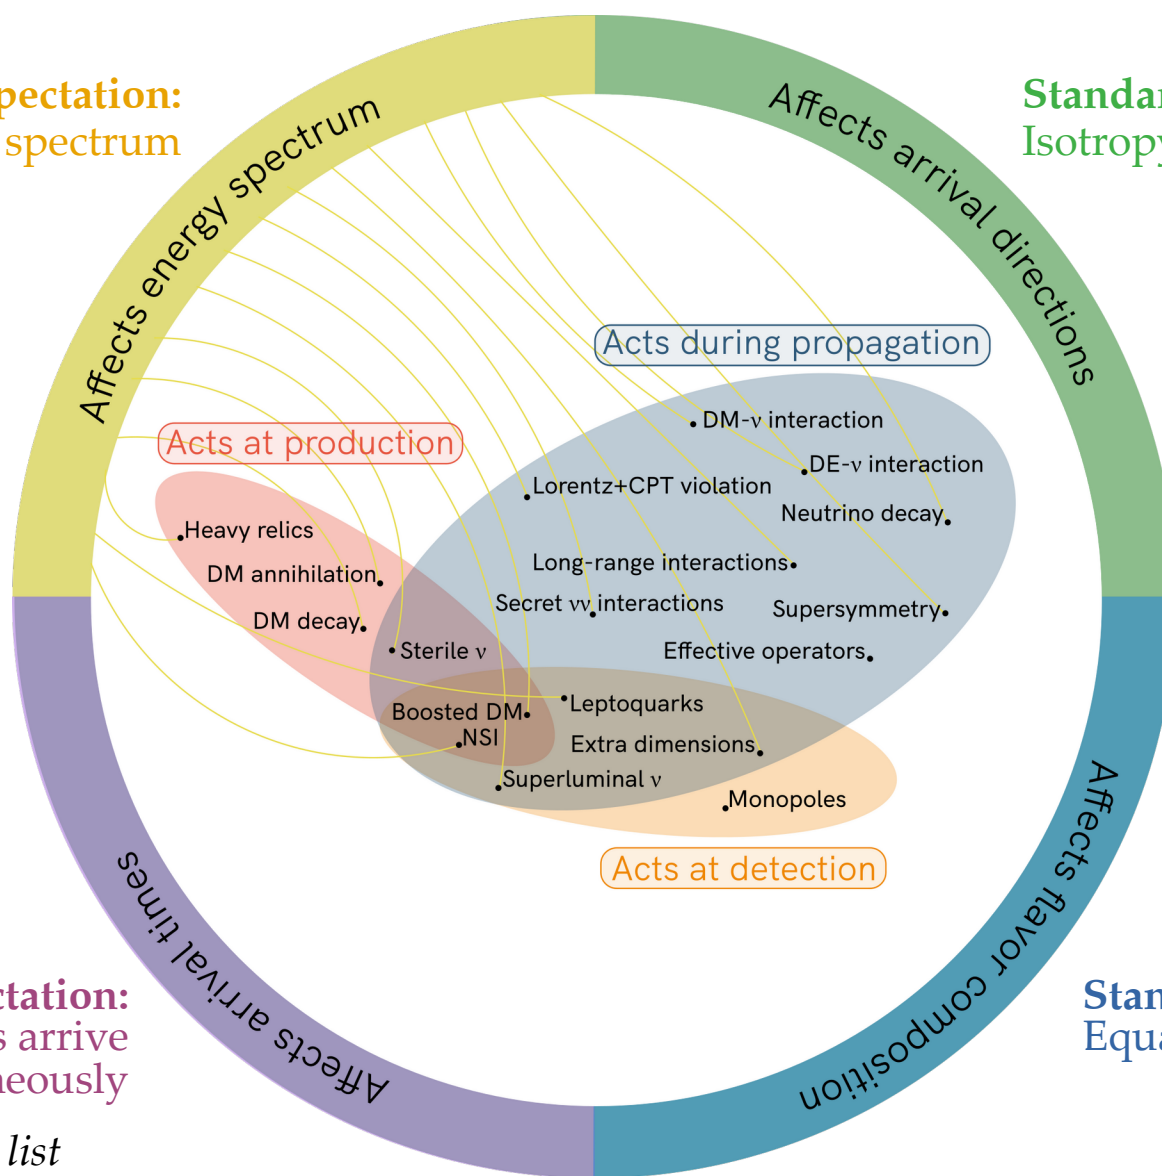 pectation:
spectrum
Standar
Isotropy
Affects energy spectrum
Affects arrival directions
Acts during propagation
DM-ν interaction
Acts at production
DE-ν interaction
Lorentz+CPT violation
Neutrino decay
Heavy relics
Long-range interactions
DM annihilation
Secret νν interactions
Supersymmetry
DM decay
Sterile ν
Effective operators
Leptoquarks
Boosted DM
NSI
Extra dimensions
Superluminal ν
Monopoles
Acts at detection
Affects arrival times
Affects flavor composition
ctation:
s arrive
neously
Stan
Equa
list